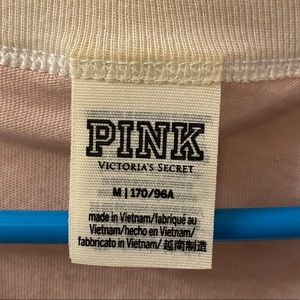 PINK
VICTORIA'S SECRET
M | 170/96A
made in Vietnam/fabriqué au
Vietnam/hecho en Vietnam/
fabbricato in Vietnam/ 越南制造